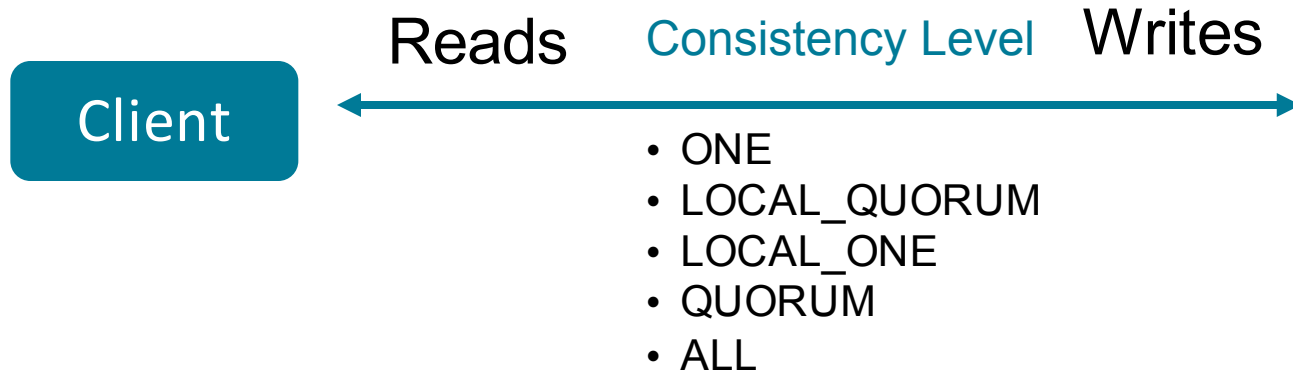 Reads Consistency Level Writes
Client
• ONE
• LOCAL_QUORUM
• LOCAL_ONE
• QUORUM
• ALL